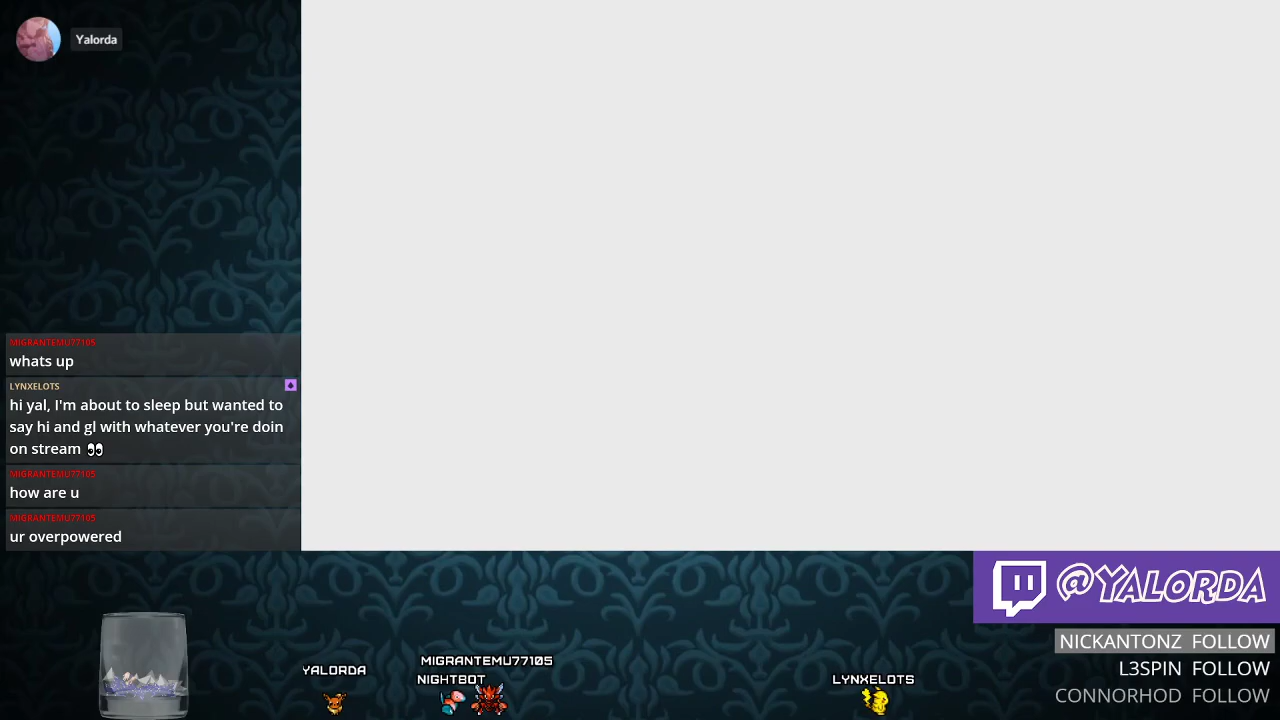 Yalorda
MIGRANTEMU77105
whats up
LYNXELOTS
hi yal, I'm about to sleep but wanted to
say hi and gl with whatever you're doin
on stream 👀
MIGRANTEMU77105
how are u
MIGRANTEMU77105
ur overpowered
@YALORDA
NICKANTONZ FOLLOW
L3SPIN FOLLOW
CONNORHOD FOLLOW
YALORDA
MIGRANTEMU77105
NIGHTBOT
LYNXELOTS